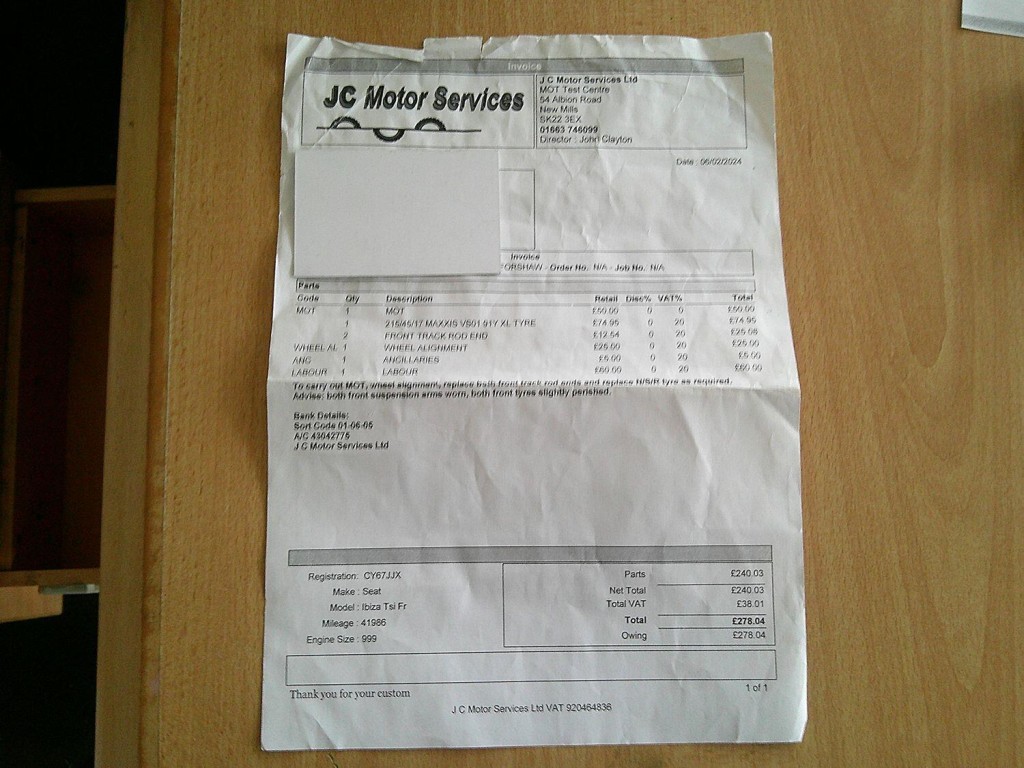 Invoice
JC Motor Services
J C Motor Services Ltd
MOT Test Centre
54 Albion Road
New Mills
SK22 3EX
01663 746099
Director : John Clayton
Date : 06/02/2024
Invoice
ORSHAW - Order No. N/A - Job No. N/A
Parts
Code Qty Description Retail Disc% VAT% Total
MOT 1 MOT £50.00 0 0 £50.00
1 215/45/17 MAXXIS VS01 91Y XL TYRE £74.95 0 20 £74.95
2 FRONT TRACK ROD END £12.54 0 20 £25.08
WHEEL AL 1 WHEEL ALIGNMENT £25.00 0 20 £25.00
ANC 1 ANCILLARIES £5.00 0 20 £5.00
LABOUR 1 LABOUR £60.00 0 20 £60.00
To carry out MOT, wheel alignment, replace both front track rod ends and replace N/S/R tyre as required.
Advise: both front suspension arms worn, both front tyres slightly perished.
Bank Details:
Sort Code 01-06-05
A/C 43042775
J C Motor Services Ltd
Registration: CY67JJX
Make : Seat
Model : Ibiza Tsi Fr
Mileage : 41986
Engine Size : 999
Parts £240.03
Net Total £240.03
Total VAT £38.01
Total £278.04
Owing £278.04
Thank you for your custom
1 of 1
J C Motor Services Ltd VAT 920464836